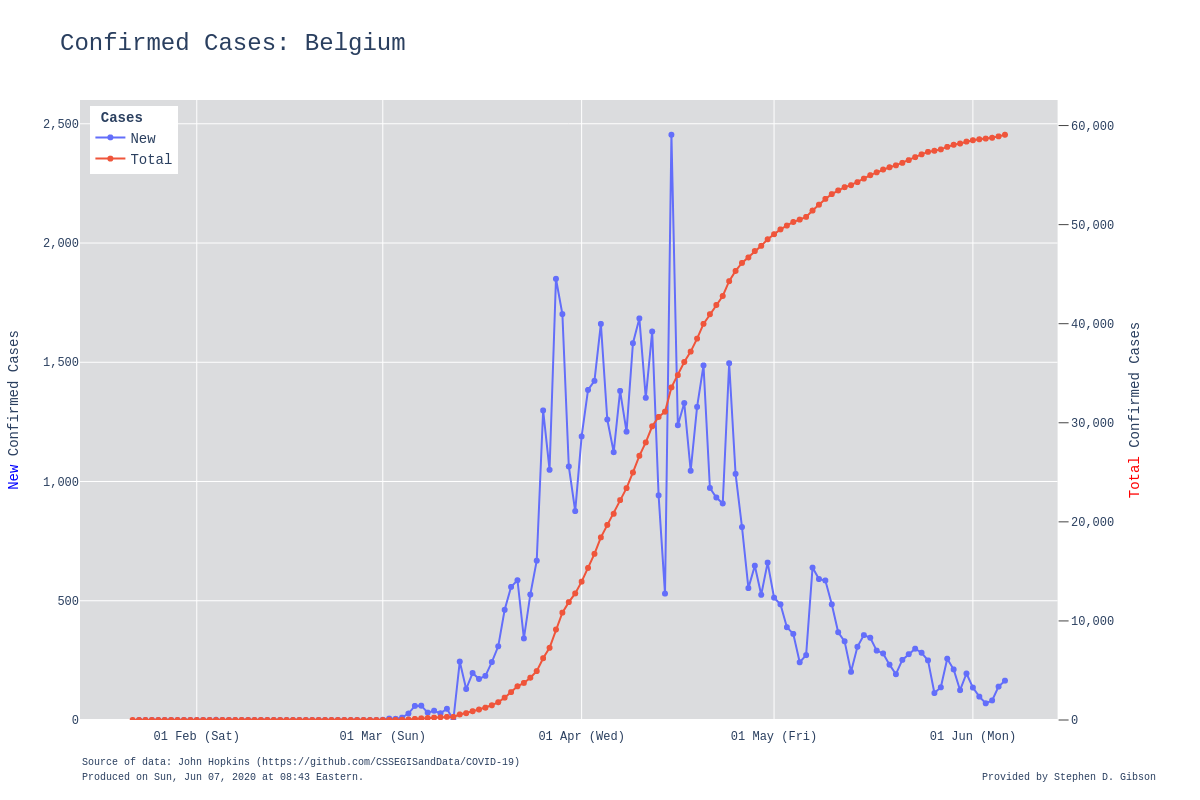 Confirmed Cases: Belgium
Cases
New
Total
2,500
2,000
1,500
1,000
500
0
60,000
50,000
40,000
30,000
20,000
10,000
0
New Confirmed Cases
Total Confirmed Cases
01 Feb (Sat)
01 Mar (Sun)
01 Apr (Wed)
01 May (Fri)
01 Jun (Mon)
Source of data: John Hopkins (https://github.com/CSSEGISandData/COVID-19)
Produced on Sun, Jun 07, 2020 at 08:43 Eastern.
Provided by Stephen D. Gibson